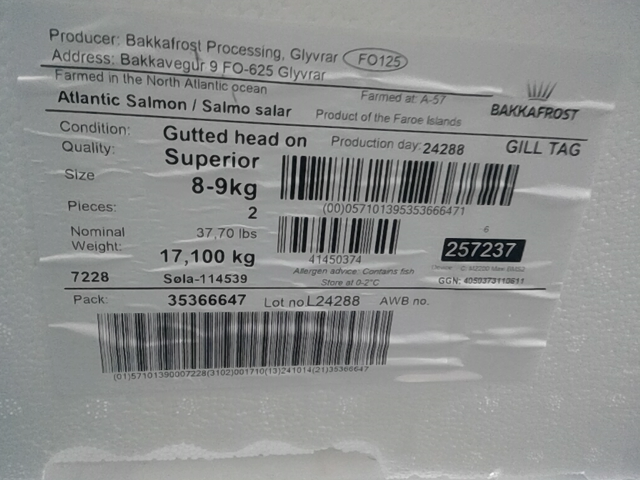 Producer: Bakkafrost Processing, Glyvrar FO125
Address: Bakkavegur 9 FO-625 Glyvrar
Farmed in the North Atlantic ocean
Farmed at: A-57
BAKKAFROST
Atlantic Salmon / Salmo salar
Product of the Faroe Islands
Condition: Gutted head on
Production day: 24288
GILL TAG
Quality: Superior
Size 8-9kg
(00)057101395353666471
Pieces: 2
6
Nominal 37,70 lbs
Weight: 17,100 kg
41450374
257237
Allergen advice: Contains fish
Store at 0-2°C
GGN: 4059373113611
7228 Søla-114539
Pack: 35366647 Lot no L24288 AWB no.
(01)57101390007228(3102)001710(13)241014(21)35366647